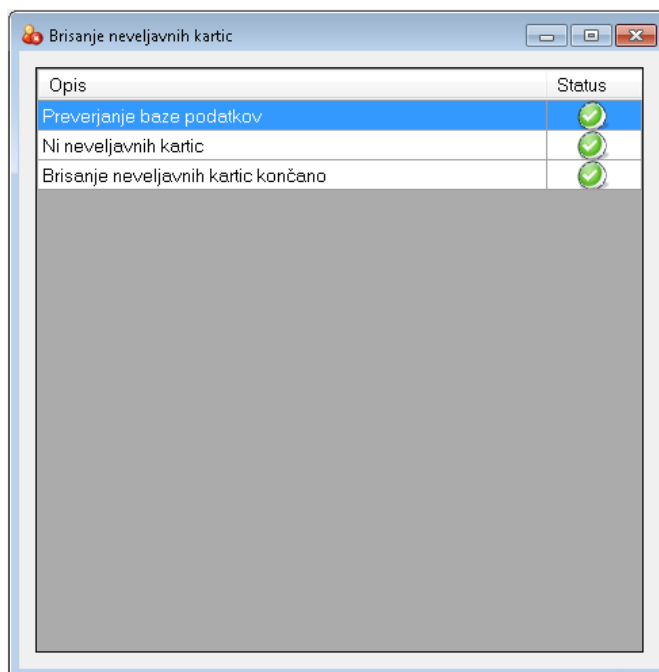 Brisanje neveljavnih kartic
Opis Status
Preverjanje baze podatkov
Ni neveljavnih kartic
Brisanje neveljavnih kartic končano